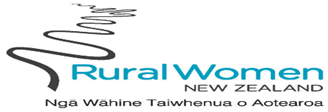 Rural Women
NEW ZEALAND
Ngā Wāhine Taiwhenua o Aotearoa